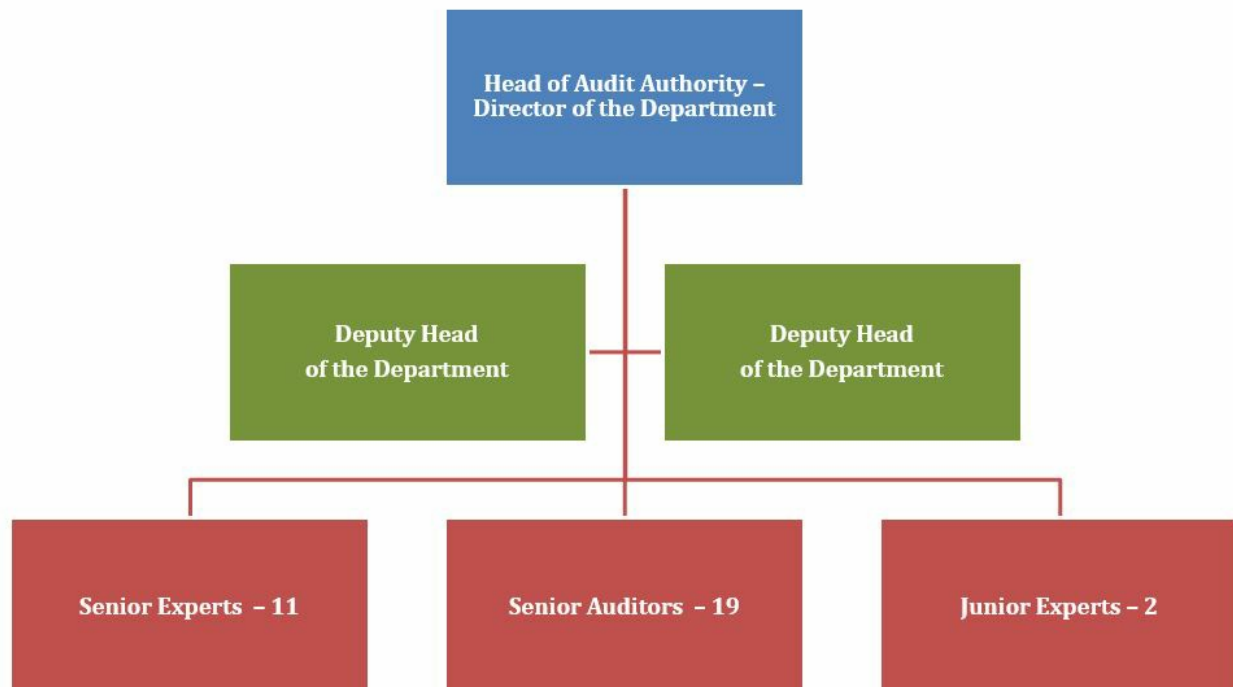 Head of Audit Authority –
Director of the Department
Deputy Head
of the Department
Deputy Head
of the Department
Senior Experts – 11
Senior Auditors – 19
Junior Experts – 2